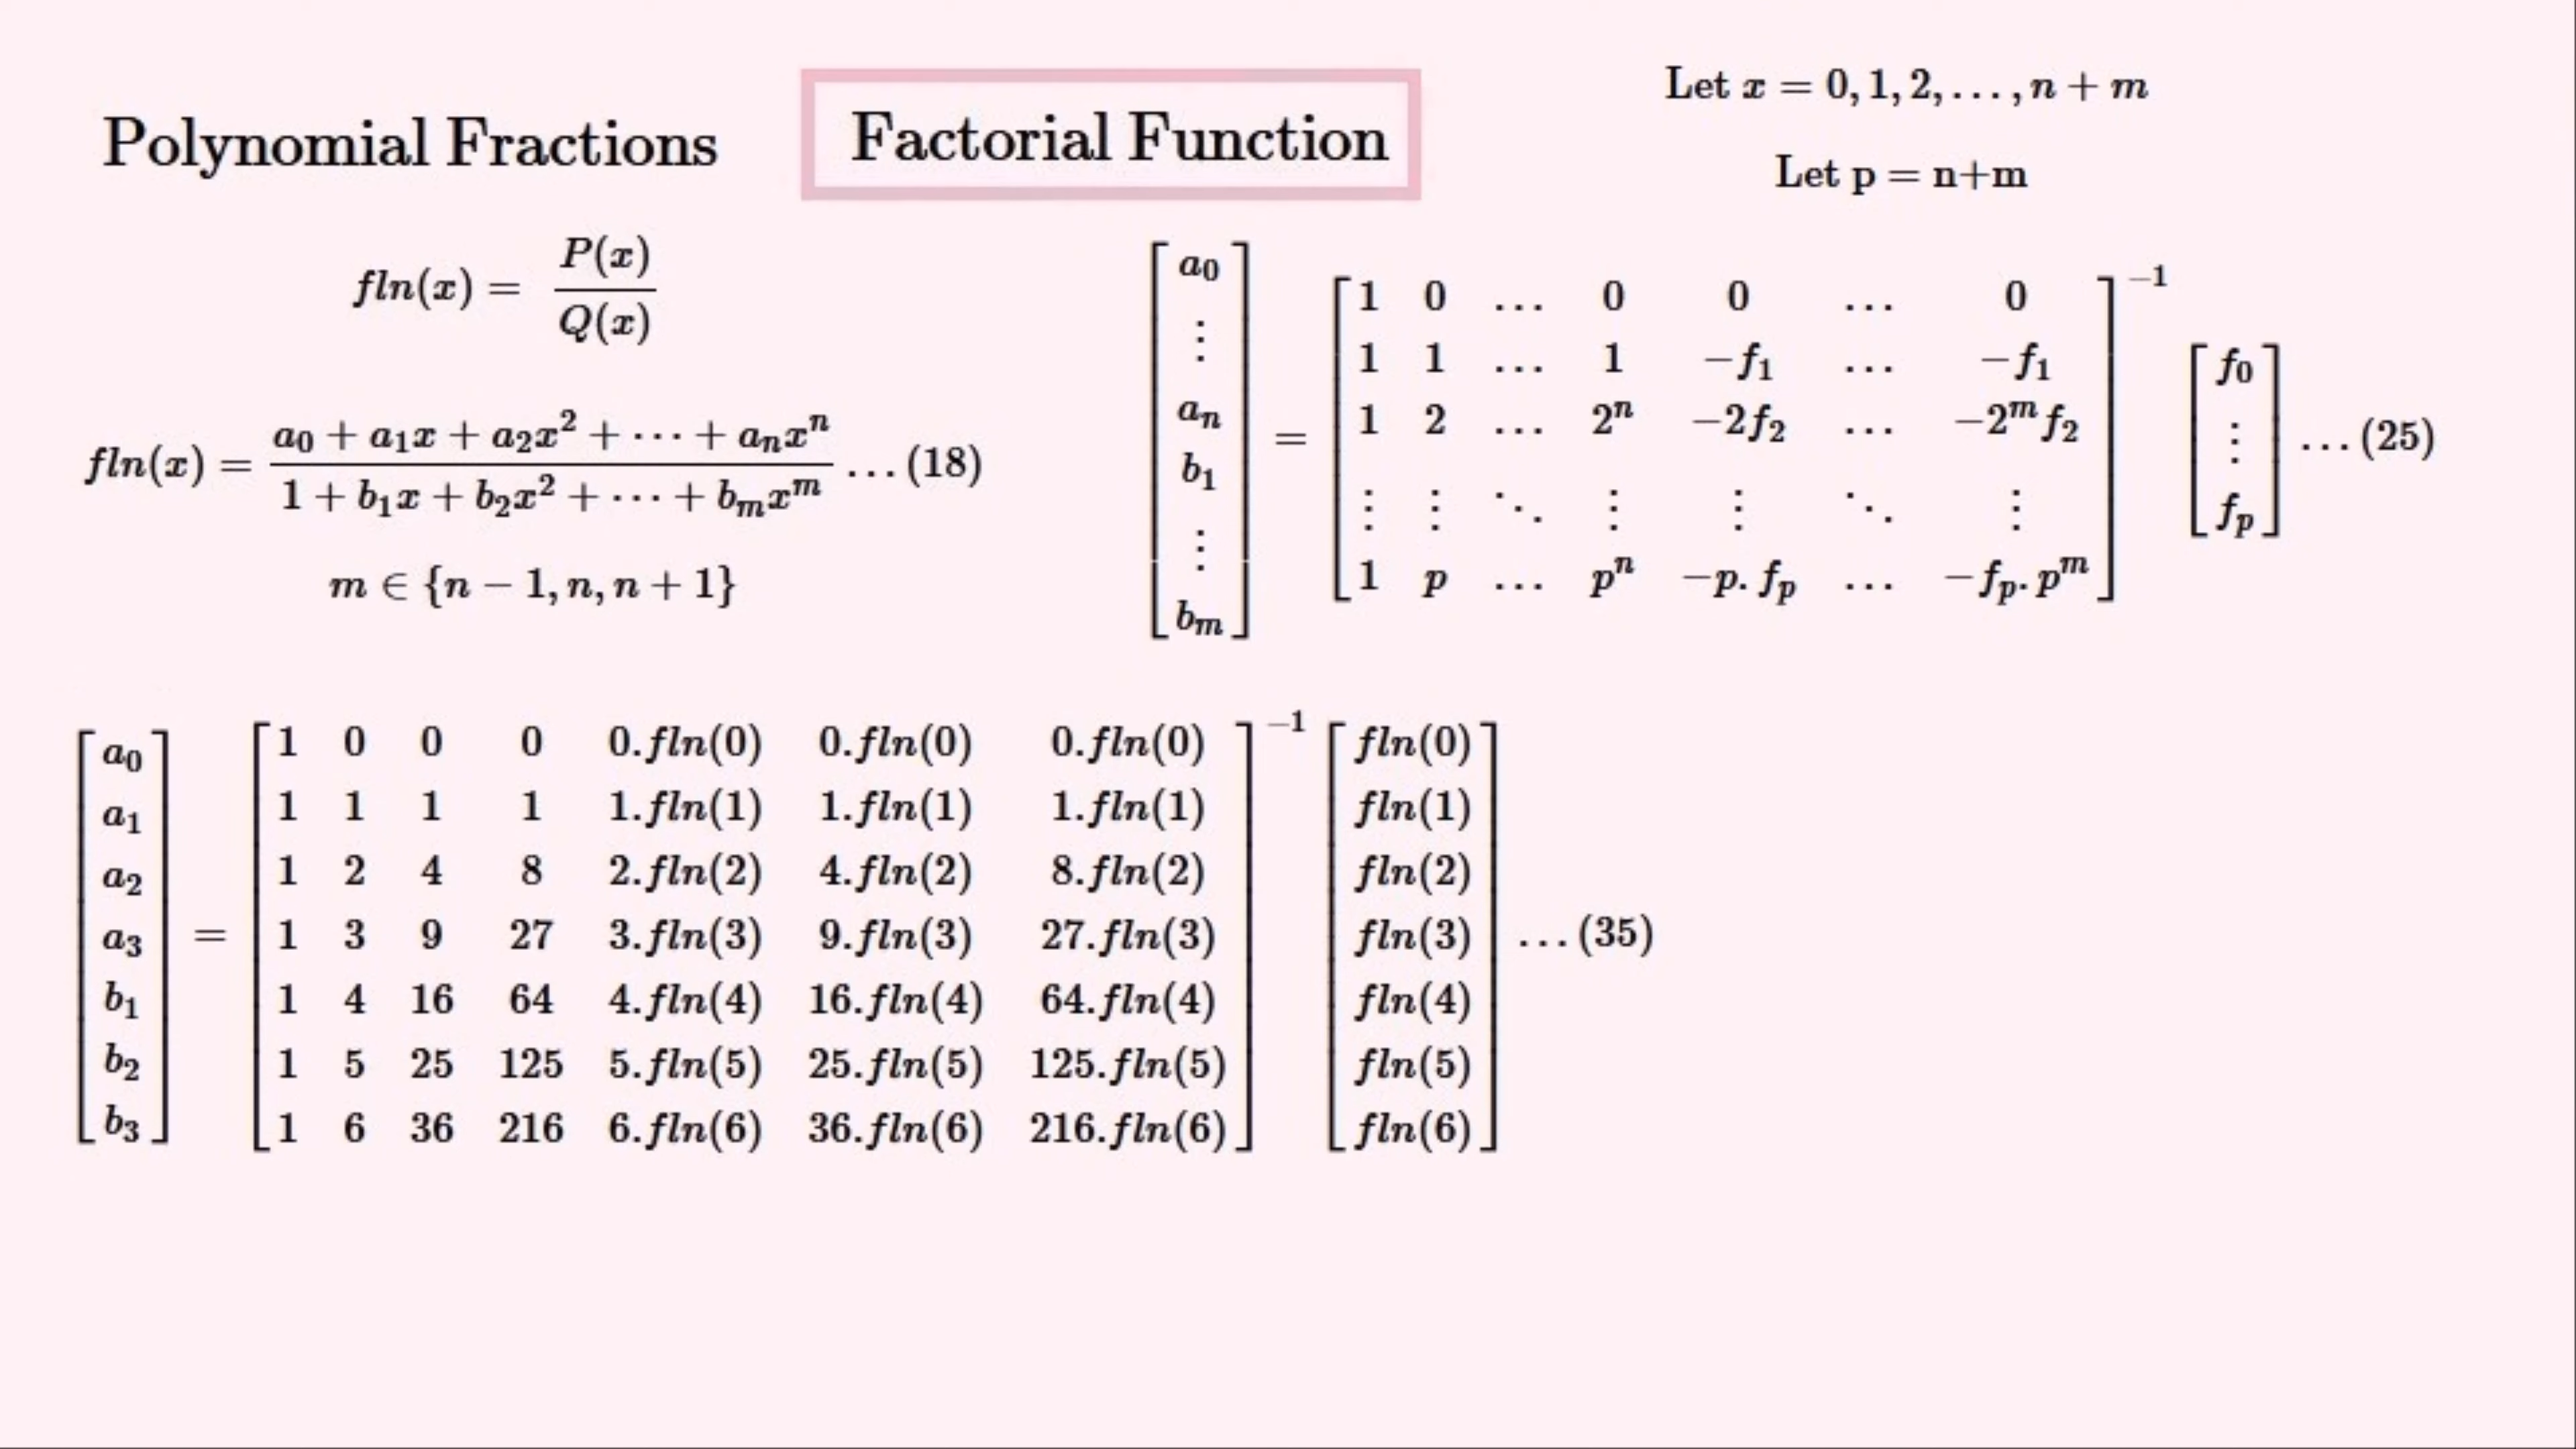 Polynomial Fractions
Factorial Function
Let x = 0, 1, 2, . . . , n + m
Let p = n+m
fln(x) = P(x) / Q(x)
fln(x) = (a₀ + a₁x + a₂x² + ⋯ + aₙxⁿ) / (1 + b₁x + b₂x² + ⋯ + bₘxᵐ) . . . (18)
m ∈ {n − 1, n, n + 1}
[a₀ ⋮ aₙ b₁ ⋮ bₘ] =
[1 0 … 0 0 … 0
1 1 … 1 −f₁ … −f₁
1 2 … 2ⁿ −2f₂ … −2ᵐf₂
⋮ ⋮ ⋱ ⋮ ⋮ ⋱ ⋮
1 p … pⁿ −p.fₚ … −fₚ.pᵐ]⁻¹
[f₀ ⋮ fₚ] . . . (25)
[a₀ a₁ a₂ a₃ b₁ b₂ b₃] =
[1 0 0 0 0.fln(0) 0.fln(0) 0.fln(0)
1 1 1 1 1.fln(1) 1.fln(1) 1.fln(1)
1 2 4 8 2.fln(2) 4.fln(2) 8.fln(2)
1 3 9 27 3.fln(3) 9.fln(3) 27.fln(3)
1 4 16 64 4.fln(4) 16.fln(4) 64.fln(4)
1 5 25 125 5.fln(5) 25.fln(5) 125.fln(5)
1 6 36 216 6.fln(6) 36.fln(6) 216.fln(6)]⁻¹
[fln(0)
fln(1)
fln(2)
fln(3)
fln(4)
fln(5)
fln(6)] . . . (35)